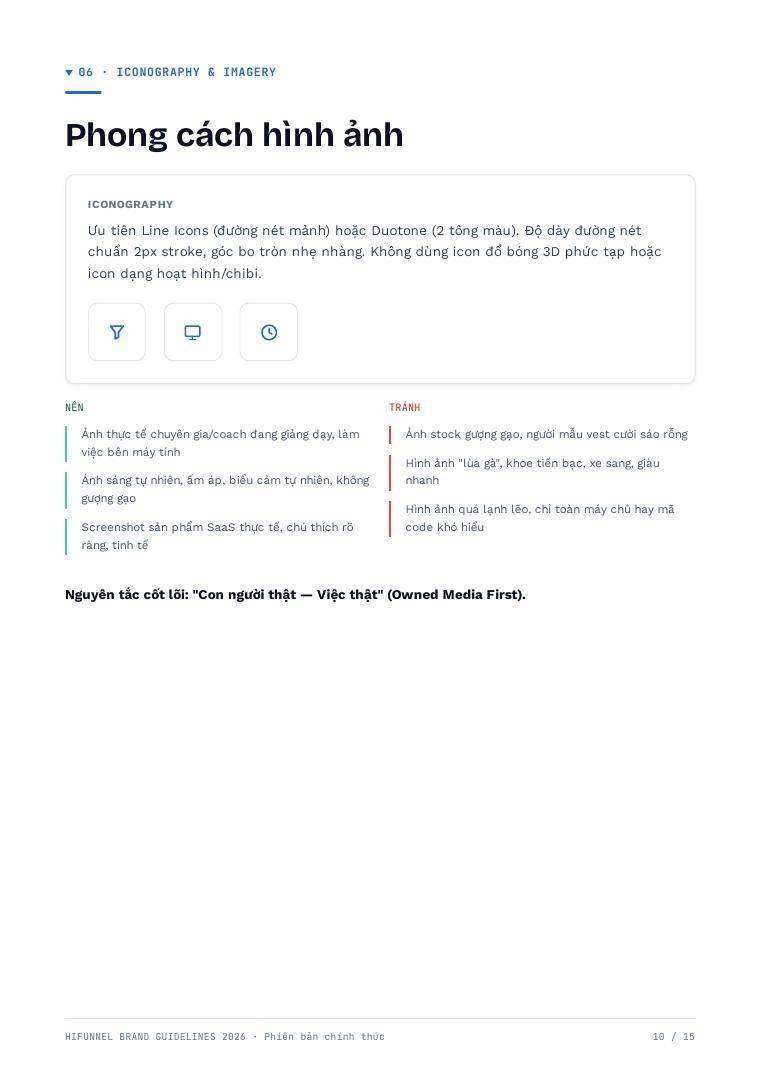 06 · ICONOGRAPHY & IMAGERY
Phong cách hình ảnh
ICONOGRAPHY
Ưu tiên Line Icons (đường nét mảnh) hoặc Duotone (2 tông màu). Độ dày đường nét
chuẩn 2px stroke, góc bo tròn nhẹ nhàng. Không dùng icon đổ bóng 3D phức tạp hoặc
icon dạng hoạt hình/chibi.
NÊN
Ảnh thực tế chuyên gia/coach đang giảng dạy, làm
việc bên máy tính
Ánh sáng tự nhiên, ấm áp, biểu cảm tự nhiên, không
gượng gạo
Screenshot sản phẩm SaaS thực tế, chú thích rõ
ràng, tinh tế
TRÁNH
Ảnh stock gượng gạo, người mẫu vest cười sáo rỗng
Hình ảnh "lùa gà", khoe tiền bạc, xe sang, giàu
nhanh
Hình ảnh quá lạnh lẽo, chỉ toàn máy chủ hay mã
code khó hiểu
Nguyên tắc cốt lõi: "Con người thật — Việc thật" (Owned Media First).
HIFUNNEL BRAND GUIDELINES 2026 · Phiên bản chính thức
10 / 15